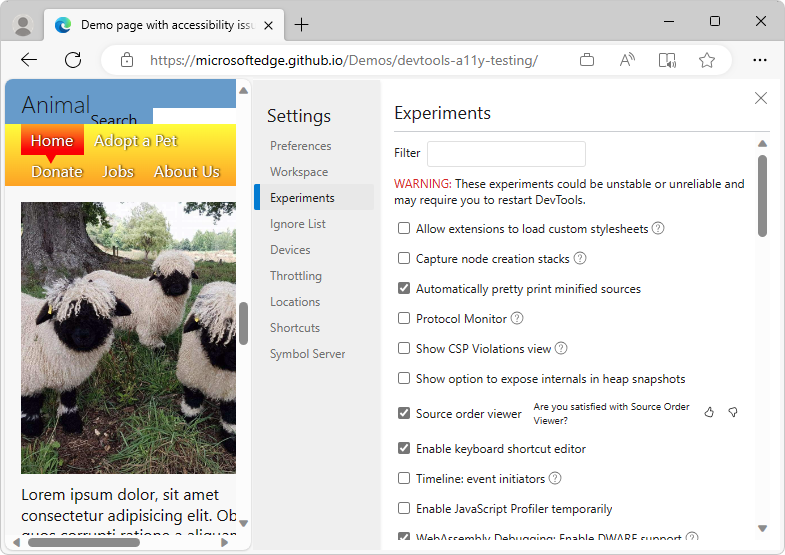 Demo page with accessibility issu
https://microsoftedge.github.io/Demos/devtools-a11y-testing/
Animal
Search
Home
Adopt a Pet
Donate
Jobs
About Us
Lorem ipsum dolor, sit amet
consectetur adipisicing elit. Ob
quos corrupti ratione a aliquam
Settings
Preferences
Workspace
Experiments
Ignore List
Devices
Throttling
Locations
Shortcuts
Symbol Server
Experiments
Filter
WARNING: These experiments could be unstable or unreliable and
may require you to restart DevTools.
Allow extensions to load custom stylesheets
Capture node creation stacks
Automatically pretty print minified sources
Protocol Monitor
Show CSP Violations view
Show option to expose internals in heap snapshots
Source order viewer
Are you satisfied with Source Order
Viewer?
Enable keyboard shortcut editor
Timeline: event initiators
Enable JavaScript Profiler temporarily
WebAssembly Debugging: Enable DWARF support